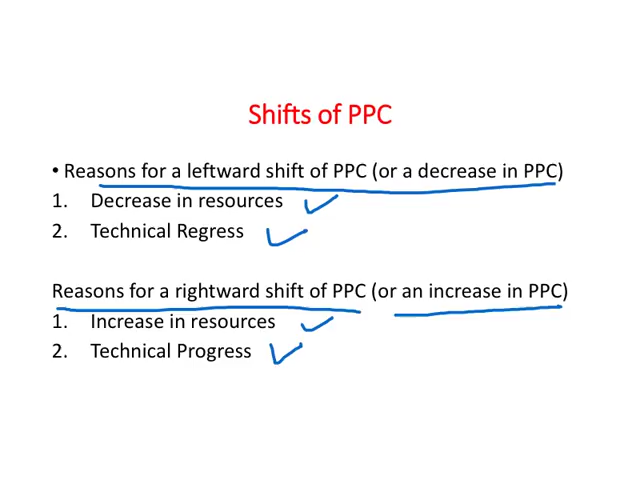 Shifts of PPC
• Reasons for a leftward shift of PPC (or a decrease in PPC)
1. Decrease in resources
2. Technical Regress
Reasons for a rightward shift of PPC (or an increase in PPC)
1. Increase in resources
2. Technical Progress